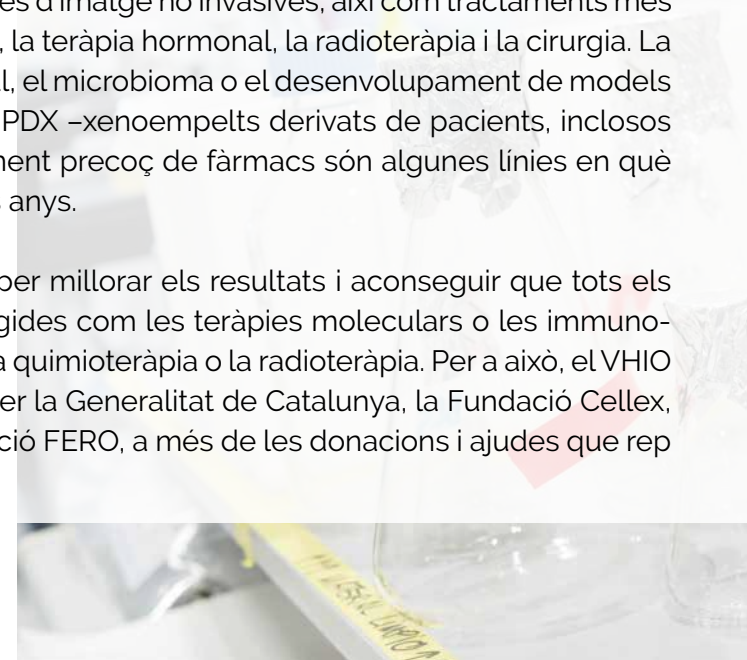 es d'imatge no invasives, així com tractaments més
, la teràpia hormonal, la radioteràpia i la cirurgia. La
l, el microbioma o el desenvolupament de models
PDX –xenoempelts derivats de pacients, inclosos
ment precoç de fàrmacs són algunes línies en què
anys.
per millorar els resultats i aconseguir que tots els
gides com les teràpies moleculars o les immuno-
a quimioteràpia o la radioteràpia. Per a això, el VHIO
er la Generalitat de Catalunya, la Fundació Cellex,
ció FERO, a més de les donacions i ajudes que rep